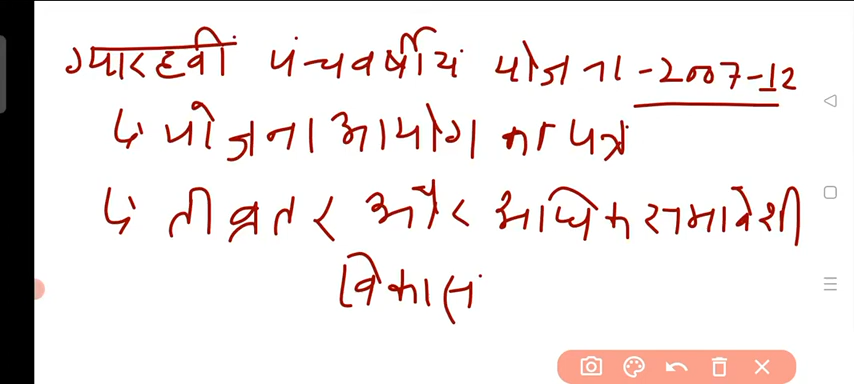 ग्यारहवीं पंचवर्षीय योजना -2007-12
↳ योजना आयोग का पत्र
↳ तीव्रतर और अधिक समावेशी
विकास